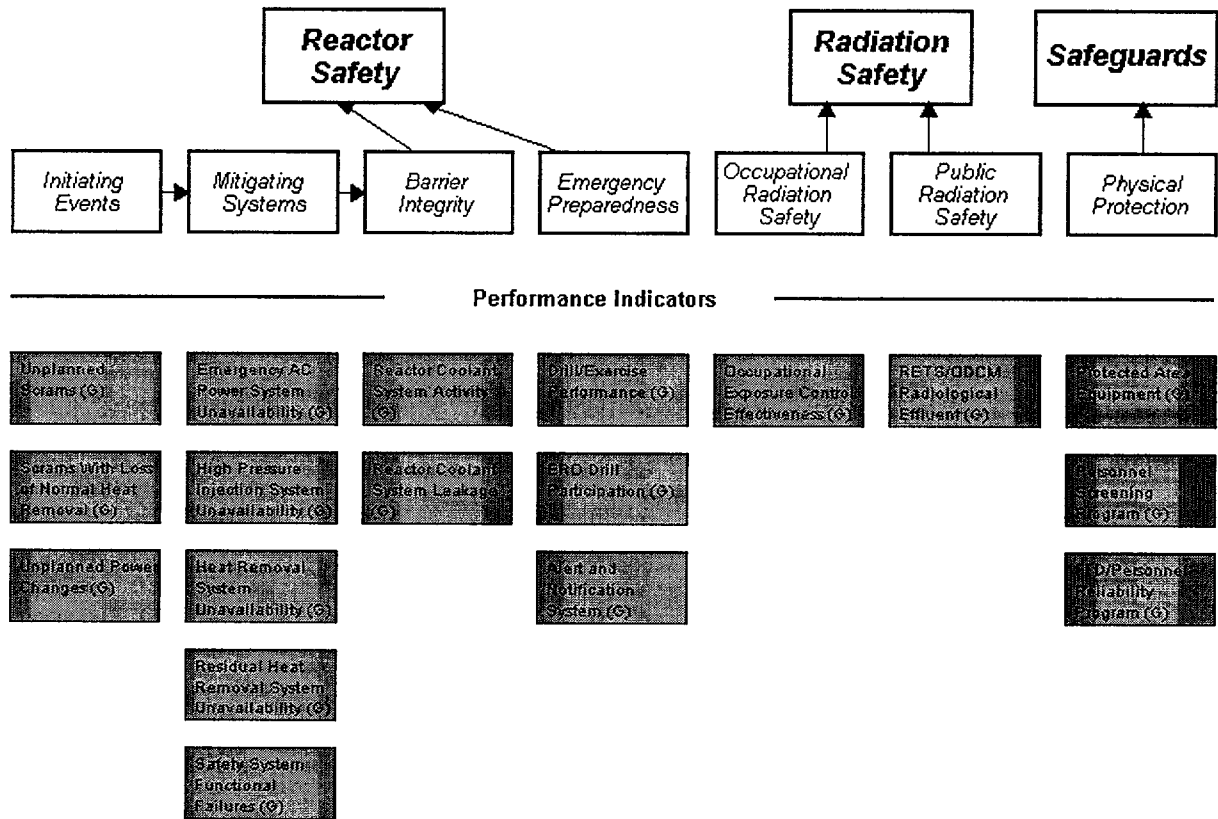 Reactor
Safety
Radiation
Safety
Safeguards
Initiating
Events
Mitigating
Systems
Barrier
Integrity
Emergency
Preparedness
Occupational
Radiation
Safety
Public
Radiation
Safety
Physical
Protection
Performance Indicators
Unplanned
Scrams (G)
Emergency AC
Power System
Unavailability (G)
Reactor Coolant
System Activity
(G)
Drill/Exercise
Performance (G)
Occupational
Exposure Control
Effectiveness (G)
RETS/ODCM
Radiological
Effluent (G)
Protected Area
Equipment (G)
Scrams With Loss
of Normal Heat
Removal (G)
High Pressure
Injection System
Unavailability (G)
Reactor Coolant
System Leakage
(G)
ERO Drill
Participation (G)
Personnel
Screening
Program (G)
Unplanned Power
Changes (G)
Heat Removal
System
Unavailability (G)
Alert and
Notification
System (G)
FFD/Personnel
Reliability
Program (G)
Residual Heat
Removal System
Unavailability (G)
Safety System
Functional
Failures (G)